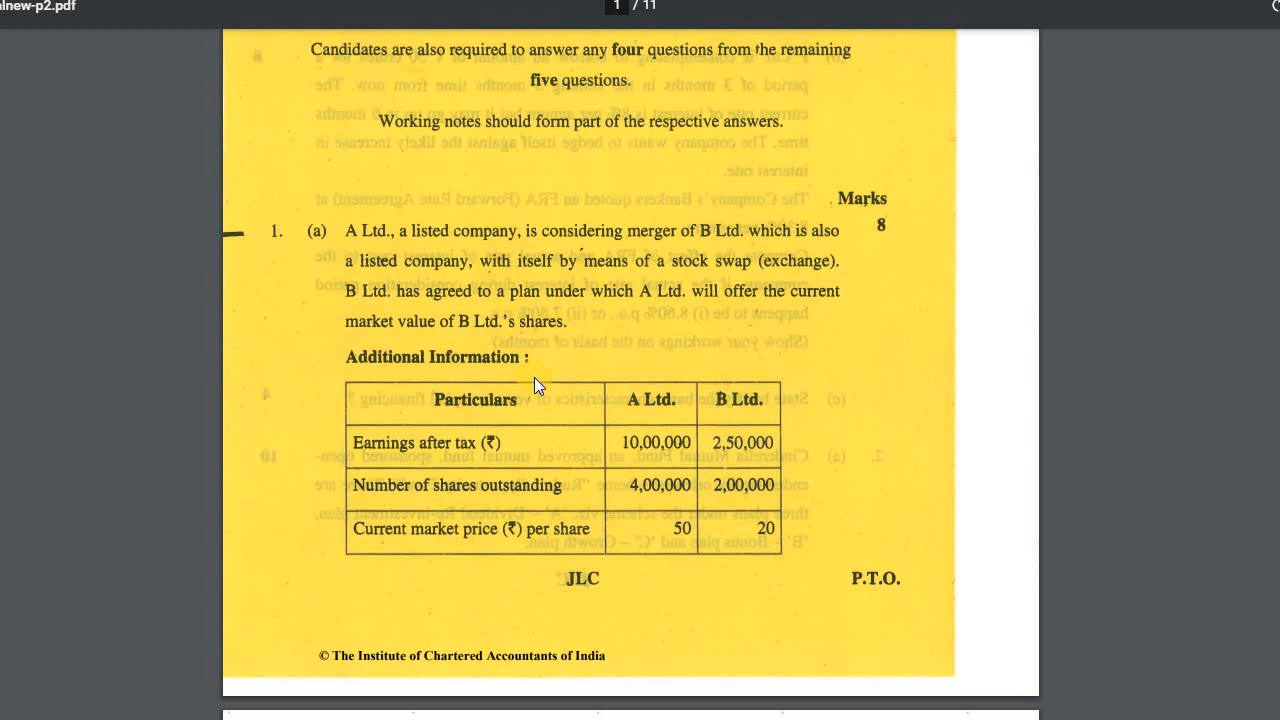 alnew-p2.pdf
1 / 11
Candidates are also required to answer any four questions from the remaining
five questions.
Working notes should form part of the respective answers.
Marks
1. (a) A Ltd., a listed company, is considering merger of B Ltd. which is also 8
a listed company, with itself by means of a stock swap (exchange).
B Ltd. has agreed to a plan under which A Ltd. will offer the current
market value of B Ltd.'s shares.
Additional Information :
Particulars A Ltd. B Ltd.
Earnings after tax (₹) 10,00,000 2,50,000
Number of shares outstanding 4,00,000 2,00,000
Current market price (₹) per share 50 20
JLC P.T.O.
© The Institute of Chartered Accountants of India